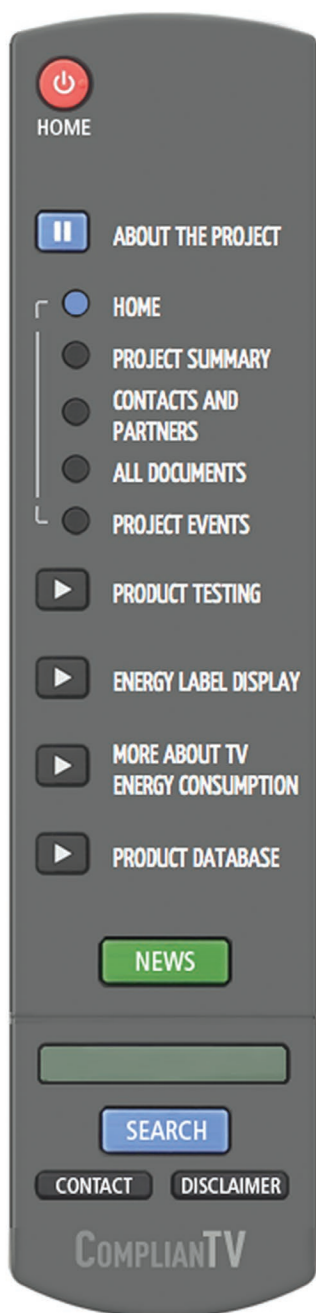 HOME
ABOUT THE PROJECT
HOME
PROJECT SUMMARY
CONTACTS AND
PARTNERS
ALL DOCUMENTS
PROJECT EVENTS
PRODUCT TESTING
ENERGY LABEL DISPLAY
MORE ABOUT TV
ENERGY CONSUMPTION
PRODUCT DATABASE
NEWS
SEARCH
CONTACT DISCLAIMER
COMPLIANTV